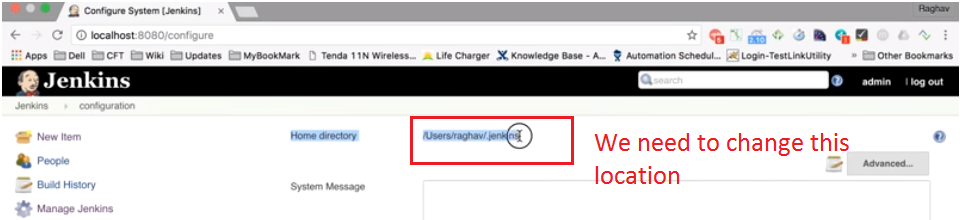 Configure System [Jenkins] ×
Raghav
localhost:8080/configure
Apps Dell CFT Wiki Updates MyBookMark Tenda 11N Wireless... Life Charger Knowledge Base - A... Automation Schedul... Login-TestLinkUtility » Other Bookmarks
Jenkins search admin | log out
Jenkins › configuration
New Item Home directory /Users/raghav/.jenkins
We need to change this
location
People
Advanced...
Build History System Message
Manage Jenkins